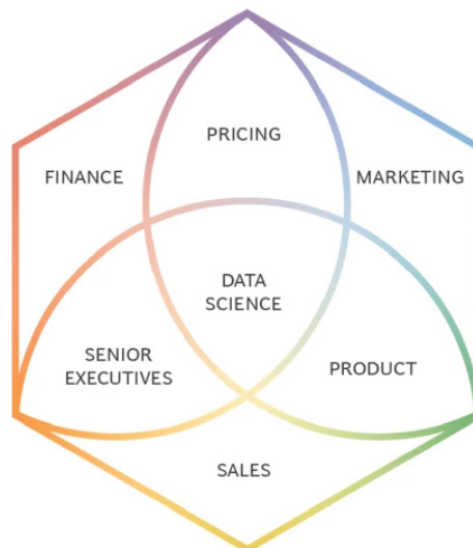 PRICING
FINANCE
MARKETING
DATA
SCIENCE
SENIOR
EXECUTIVES
PRODUCT
SALES